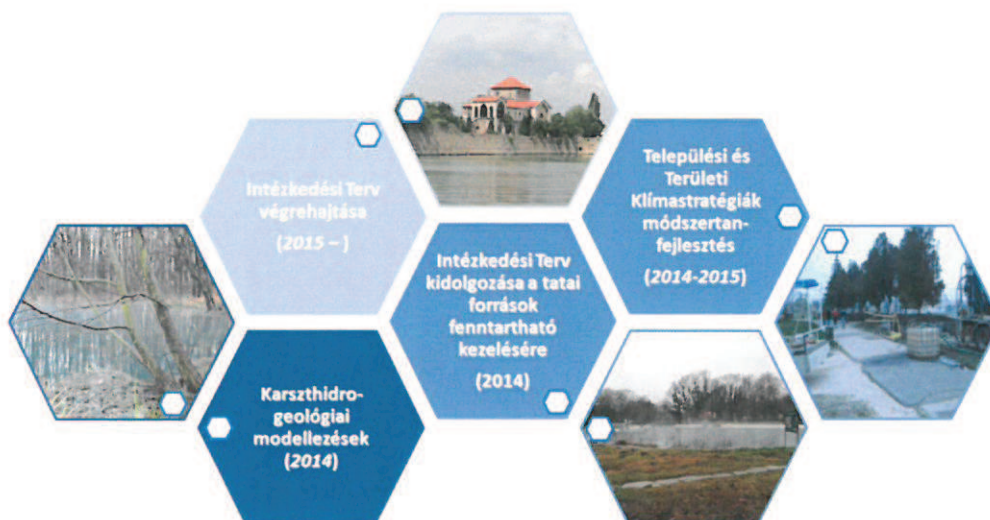 Intézkedési Terv
végrehajtása
(2015 – )
Települési és
Területi
Klímastratégiák
módszertan-
fejlesztés
(2014-2015)
Intézkedési Terv
kidolgozása a tatai
források
fenntartható
kezelésére
(2014)
Karszthidro-
geológiai
modellezések
(2014)